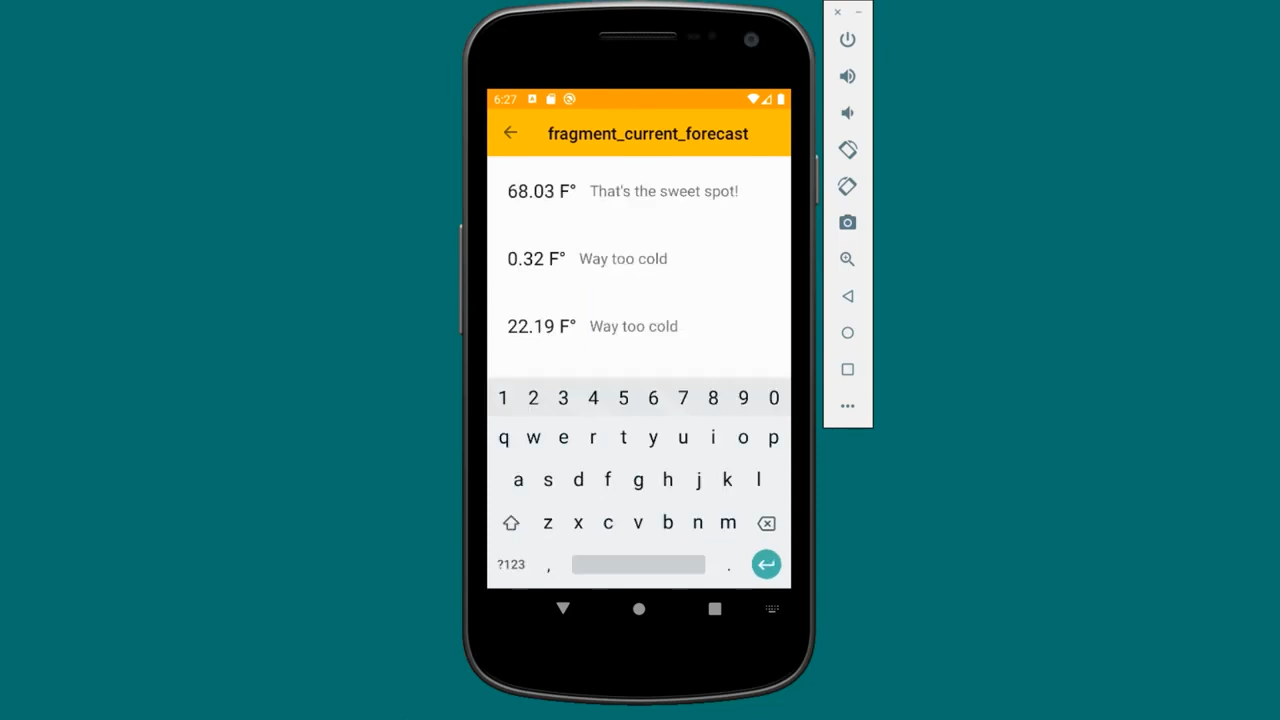 6:27
fragment_current_forecast
68.03 F° That's the sweet spot!
0.32 F° Way too cold
22.19 F° Way too cold
1 2 3 4 5 6 7 8 9 0
q w e r t y u i o p
a s d f g h j k l
z x c v b n m
?123 , .